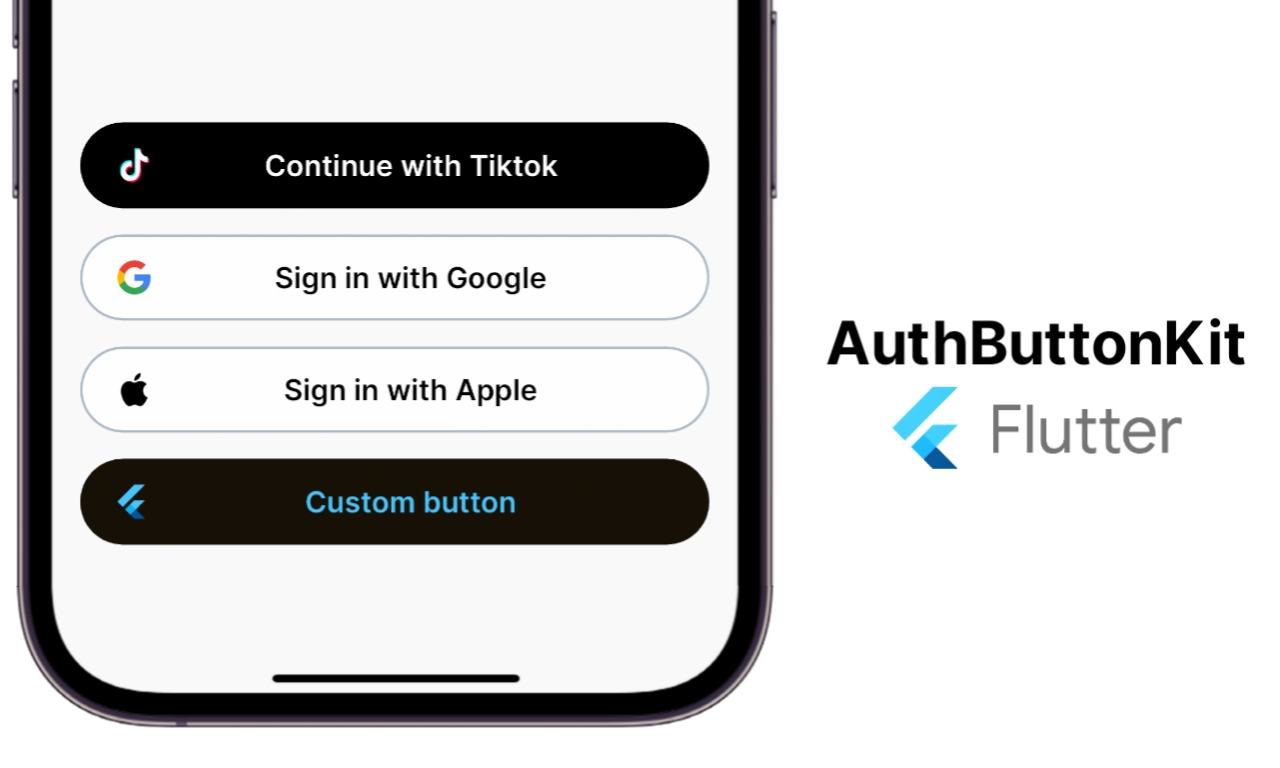 Continue with Tiktok
Sign in with Google
Sign in with Apple
Custom button
AuthButtonKit
Flutter